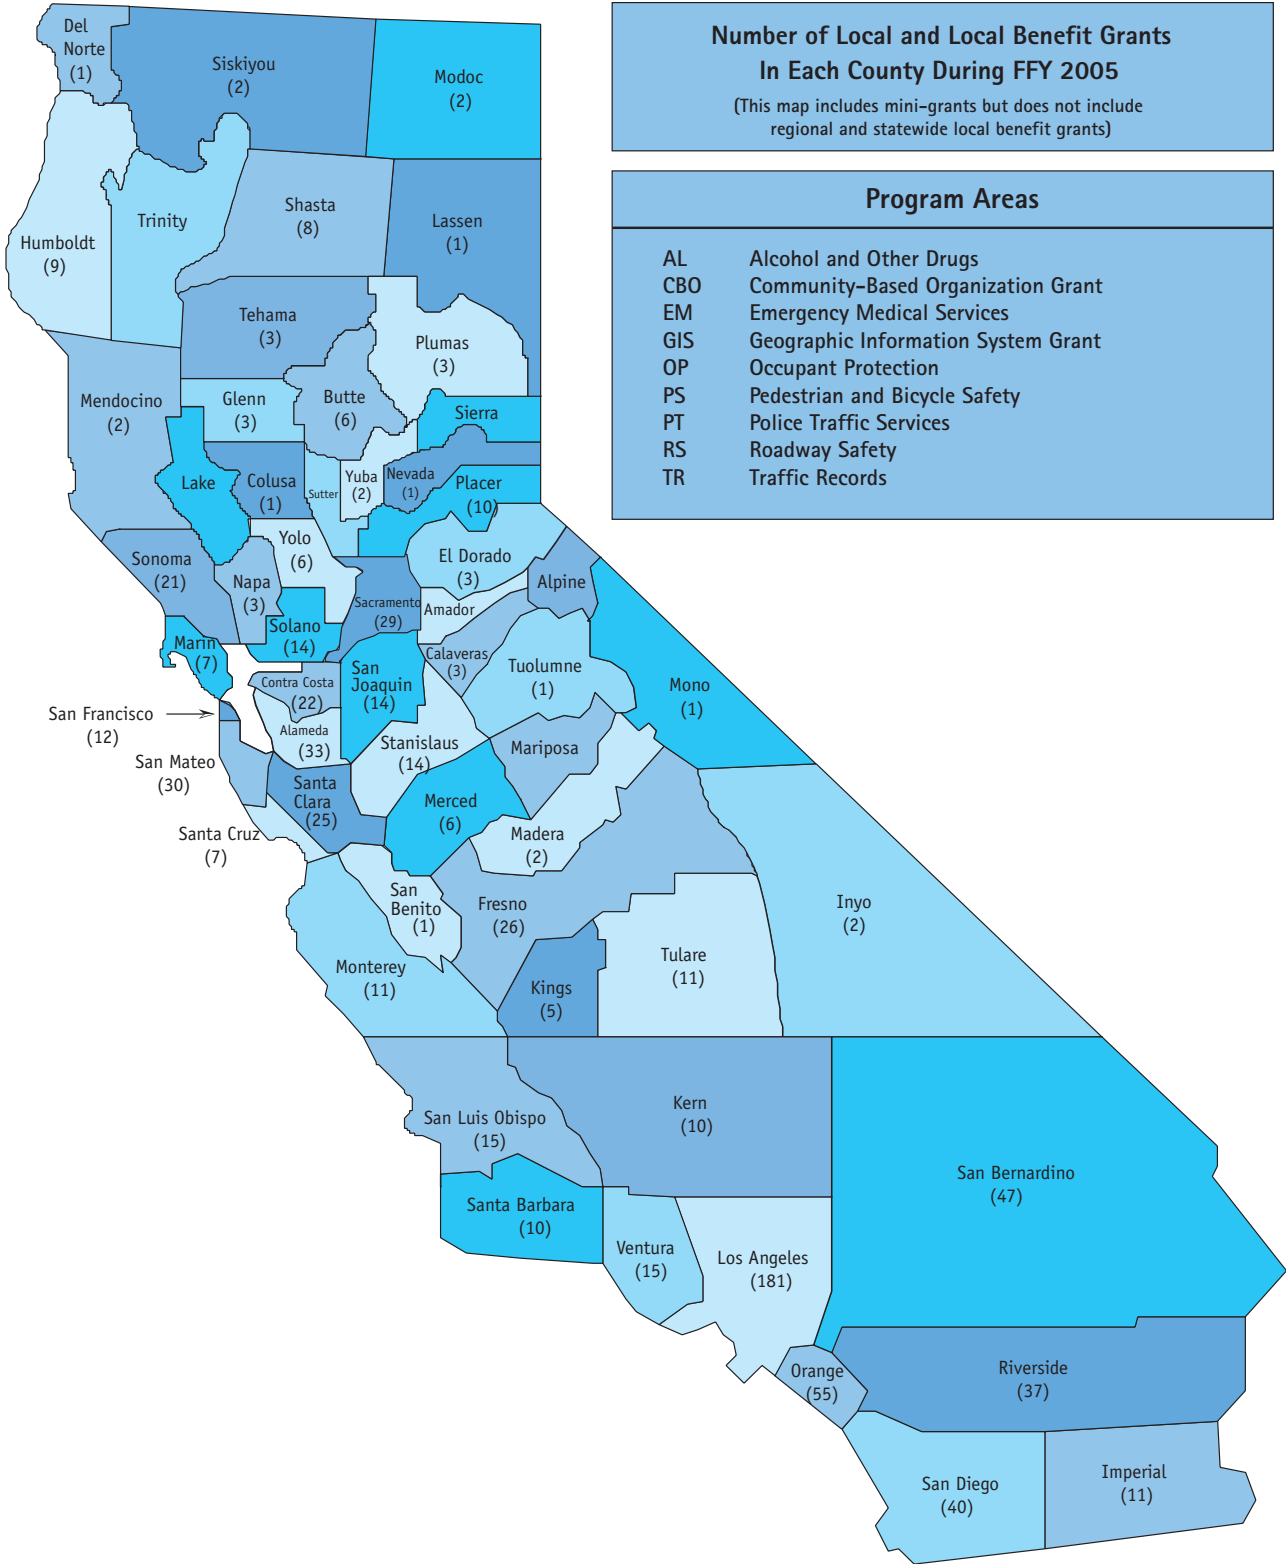 Number of Local and Local Benefit Grants
In Each County During FFY 2005
(This map includes mini-grants but does not include
regional and statewide local benefit grants)
Program Areas
AL Alcohol and Other Drugs
CBO Community-Based Organization Grant
EM Emergency Medical Services
GIS Geographic Information System Grant
OP Occupant Protection
PS Pedestrian and Bicycle Safety
PT Police Traffic Services
RS Roadway Safety
TR Traffic Records
Del
Norte
(1)
Siskiyou
(2)
Modoc
(2)
Humboldt
(9)
Trinity
Shasta
(8)
Lassen
(1)
Tehama
(3)
Plumas
(3)
Mendocino
(2)
Glenn
(3)
Butte
(6)
Sierra
Lake
Colusa
(1)
Sutter
Yuba
(2)
Nevada
(1)
Placer
(10)
Sonoma
(21)
Napa
(3)
Yolo
(6)
El Dorado
(3)
Alpine
Sacramento
(29)
Amador
Solano
(14)
Marin
(7)
Calaveras
(3)
Tuolumne
(1)
Mono
(1)
Contra Costa
(22)
San
Joaquin
(14)
San Francisco
(12)
Alameda
(33)
Stanislaus
(14)
Mariposa
San Mateo
(30)
Santa
Clara
(25)
Merced
(6)
Madera
(2)
Santa Cruz
(7)
San
Benito
(1)
Fresno
(26)
Inyo
(2)
Monterey
(11)
Kings
(5)
Tulare
(11)
San Luis Obispo
(15)
Kern
(10)
San Bernardino
(47)
Santa Barbara
(10)
Ventura
(15)
Los Angeles
(181)
Orange
(55)
Riverside
(37)
San Diego
(40)
Imperial
(11)